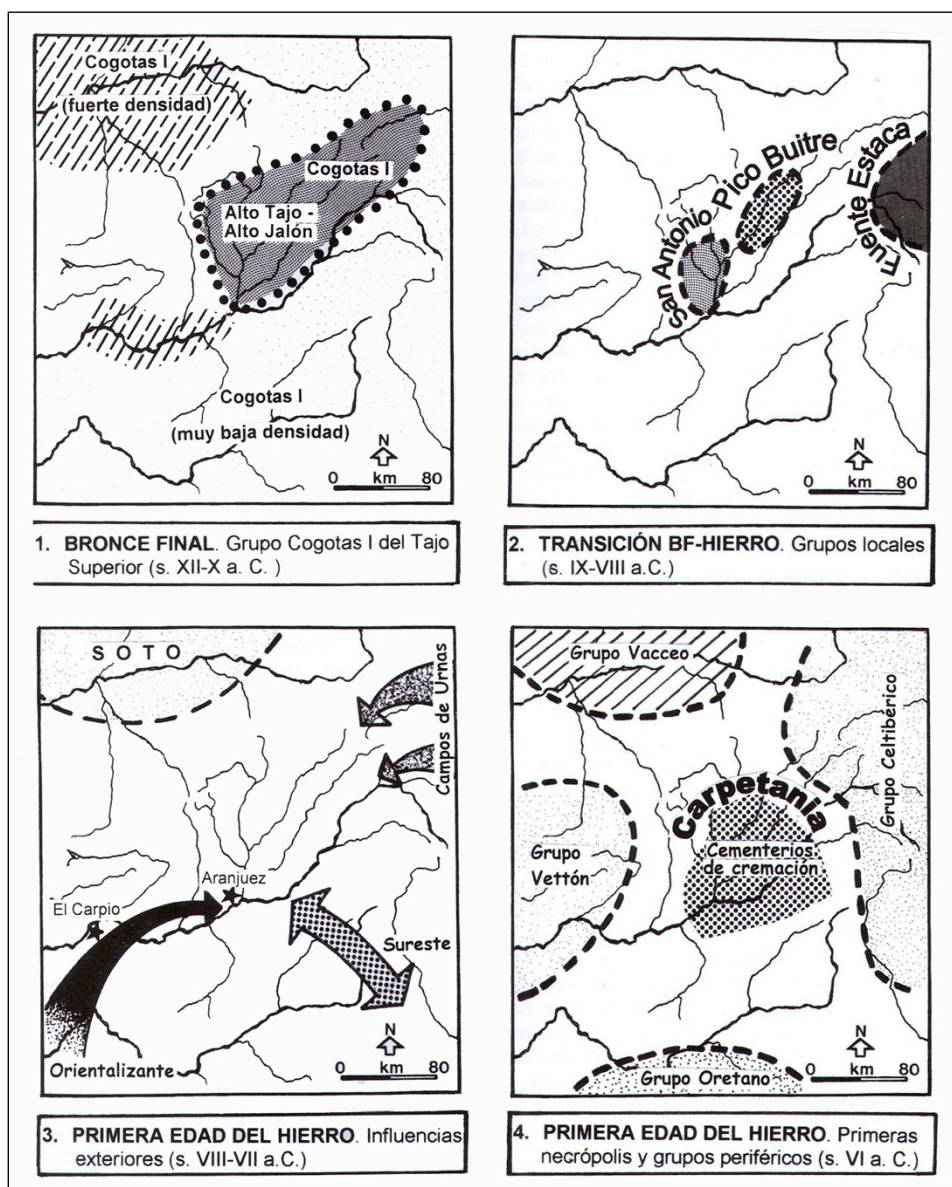 Cogotas I
(fuerte densidad)
Cogotas I
Alto Tajo -
Alto Jalón
Cogotas I
(muy baja densidad)
N
0 km 80
1. BRONCE FINAL. Grupo Cogotas I del Tajo
Superior (s. XII-X a. C. )
San Antonio
Pico Buitre
Fuente Estaca
N
0 km 80
2. TRANSICIÓN BF-HIERRO. Grupos locales
(s. IX-VIII a.C.)
SOTO
Campos de Urnas
Aranjuez
El Carpio
Sureste
Orientalizante
N
0 km 80
3. PRIMERA EDAD DEL HIERRO. Influencias
exteriores (s. VIII-VII a.C.)
Grupo Vacceo
Grupo Celtibérico
Carpetania
Cementerios
de cremación
Grupo
Vettón
Grupo Oretano
N
0 km 80
4. PRIMERA EDAD DEL HIERRO. Primeras
necrópolis y grupos periféricos (s. VI a. C.)